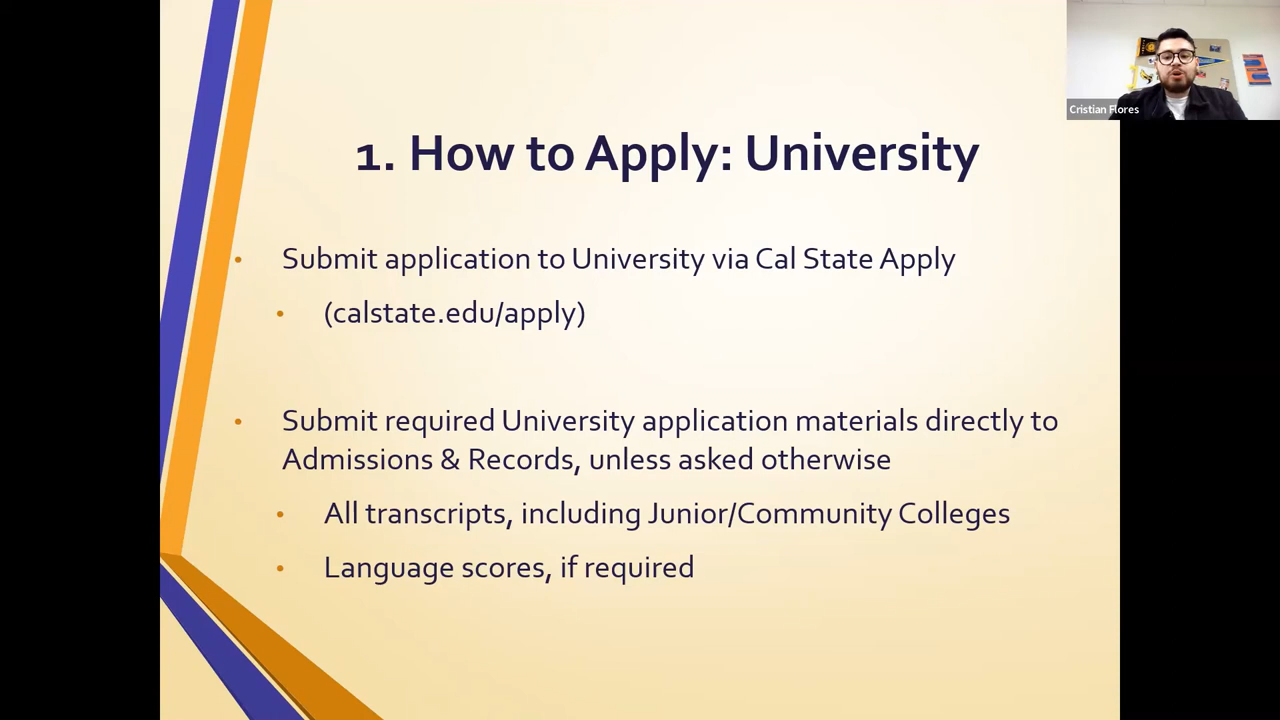 Cristian Flores
1. How to Apply: University
• Submit application to University via Cal State Apply
• (calstate.edu/apply)
• Submit required University application materials directly to
Admissions & Records, unless asked otherwise
• All transcripts, including Junior/Community Colleges
• Language scores, if required